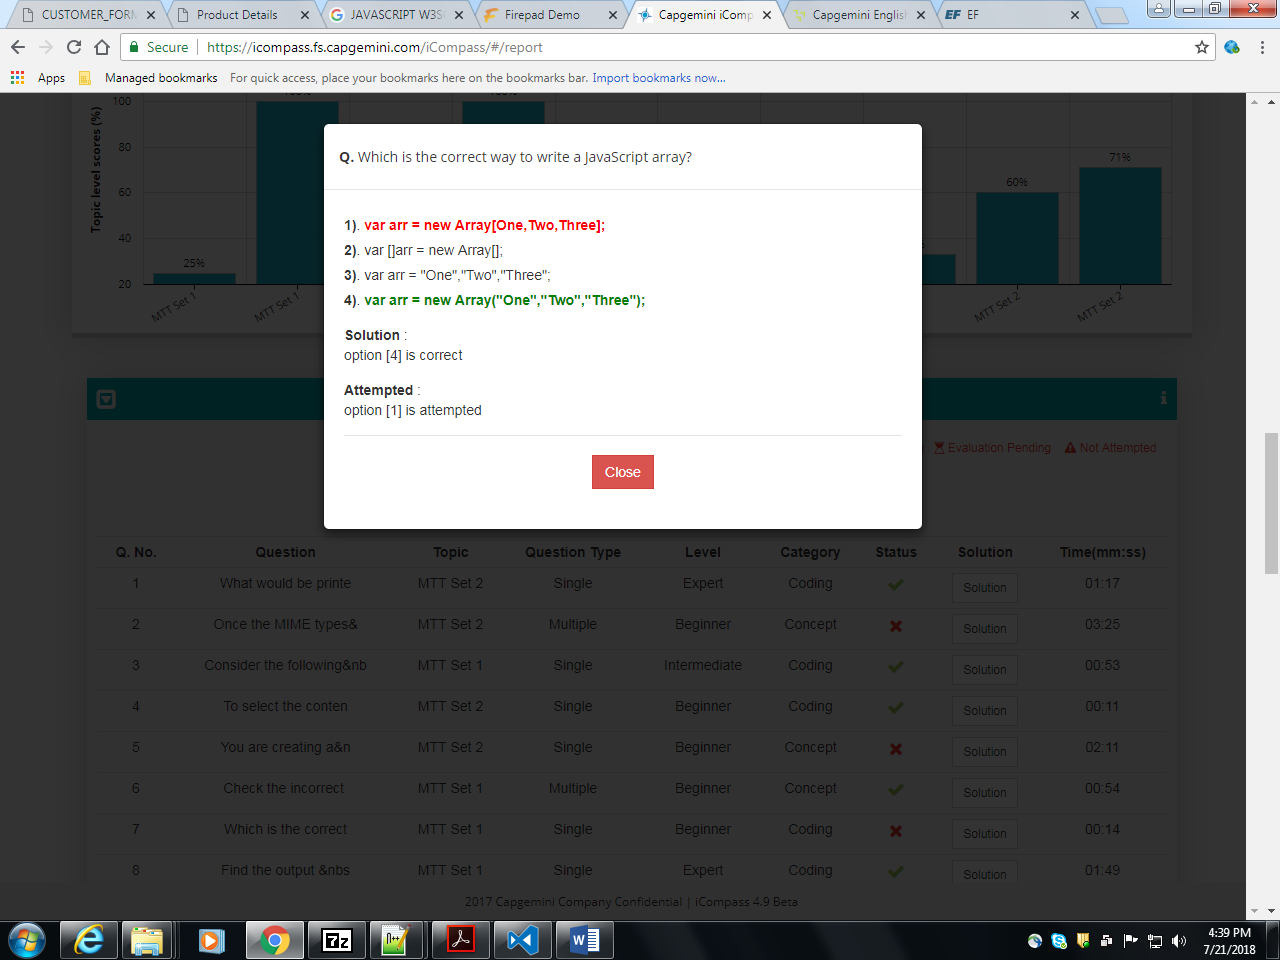 CUSTOMER_FORM
Product Details
JAVASCRIPT W3S
Firepad Demo
Capgemini iComp
Capgemini English
EF EF
Secure https://icompass.fs.capgemini.com/iCompass/#/report
Apps Managed bookmarks For quick access, place your bookmarks here on the bookmarks bar. Import bookmarks now...
Topic level scores (%)
100
80
60
40
20
25%
60%
71%
MTT Set 1
MTT Set 1
MTT Set 2
MTT Set 2
Q. Which is the correct way to write a JavaScript array?
1). var arr = new Array[One,Two,Three];
2). var []arr = new Array[];
3). var arr = "One","Two","Three";
4). var arr = new Array("One","Two","Three");
Solution :
option [4] is correct
Attempted :
option [1] is attempted
Close
Evaluation Pending Not Attempted
Q. No. Question Topic Question Type Level Category Status Solution Time(mm:ss)
1 What would be printe MTT Set 2 Single Expert Coding Solution 01:17
2 Once the MIME types& MTT Set 2 Multiple Beginner Concept Solution 03:25
3 Consider the following&nb MTT Set 1 Single Intermediate Coding Solution 00:53
4 To select the conten MTT Set 2 Single Beginner Coding Solution 00:11
5 You are creating a&n MTT Set 2 Single Beginner Concept Solution 02:11
6 Check the incorrect MTT Set 1 Multiple Beginner Concept Solution 00:54
7 Which is the correct MTT Set 1 Single Beginner Coding Solution 00:14
8 Find the output &nbs MTT Set 1 Single Expert Coding Solution 01:49
2017 Capgemini Company Confidential | iCompass 4.9 Beta
4:39 PM
7/21/2018